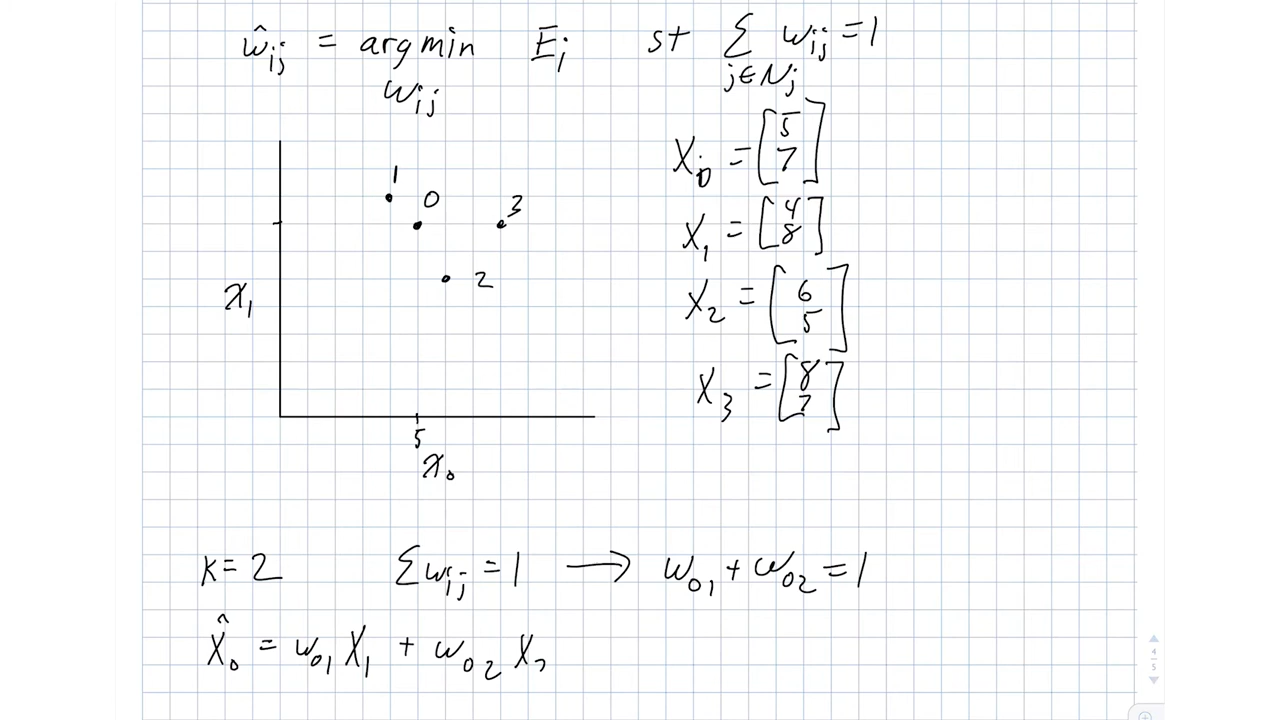 ŵij = argmin Ei st Σ wij = 1
wij j∈Nj
X0 = [5 7]
X1 = [4 8]
X2 = [6 5]
X3 = [8 7]
1
0
3
2
x1
5
x0
K = 2 Σwij = 1 → w01 + w02 = 1
X̂0 = w01 X1 + w02 X2
4/5